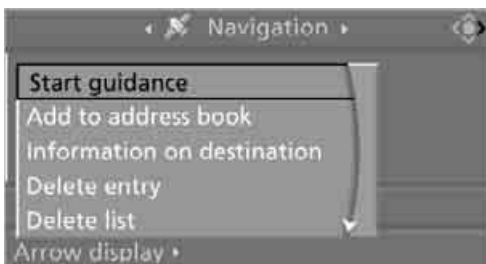 Navigation
Start guidance
Add to address book
Information on destination
Delete entry
Delete list
Arrow display